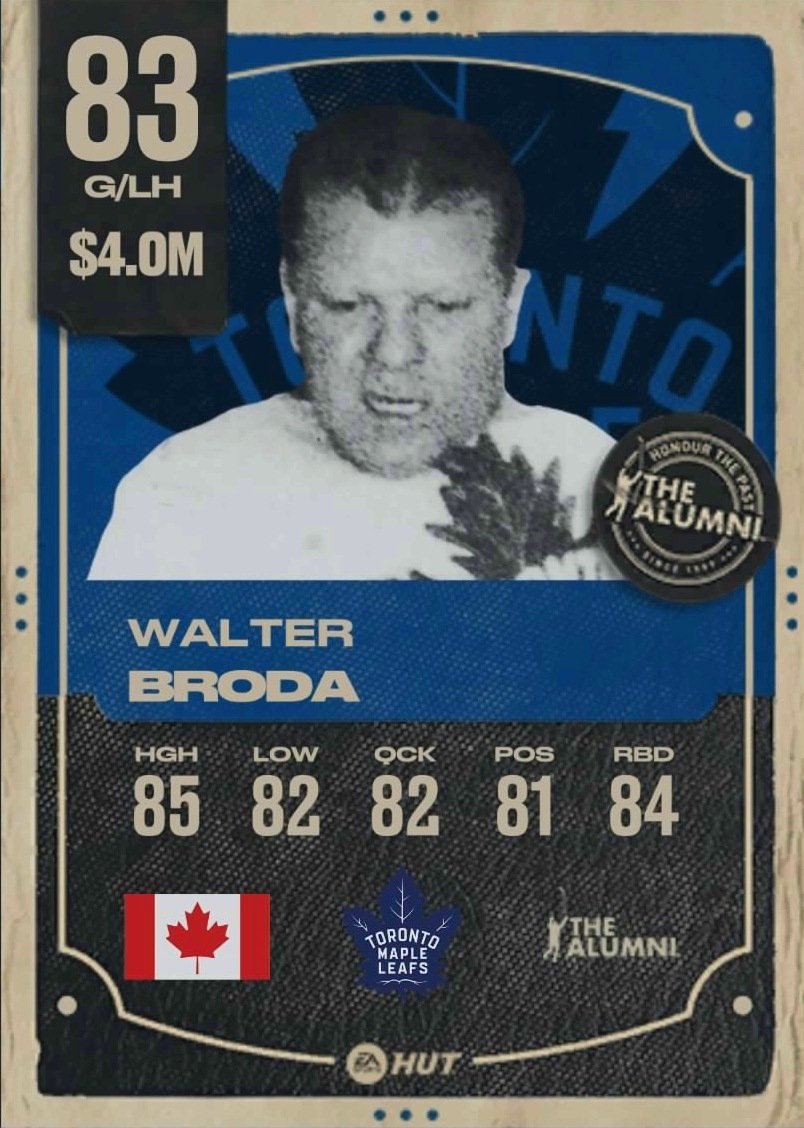 83
G/LH
$4.0M
TORONTO
HONOUR THE PAST
THE
ALUMNI
WALTER
BRODA
HGH LOW QCK POS RBD
85 82 82 81 84
TORONTO
MAPLE
LEAFS
THE
ALUMNI
EA
HUT